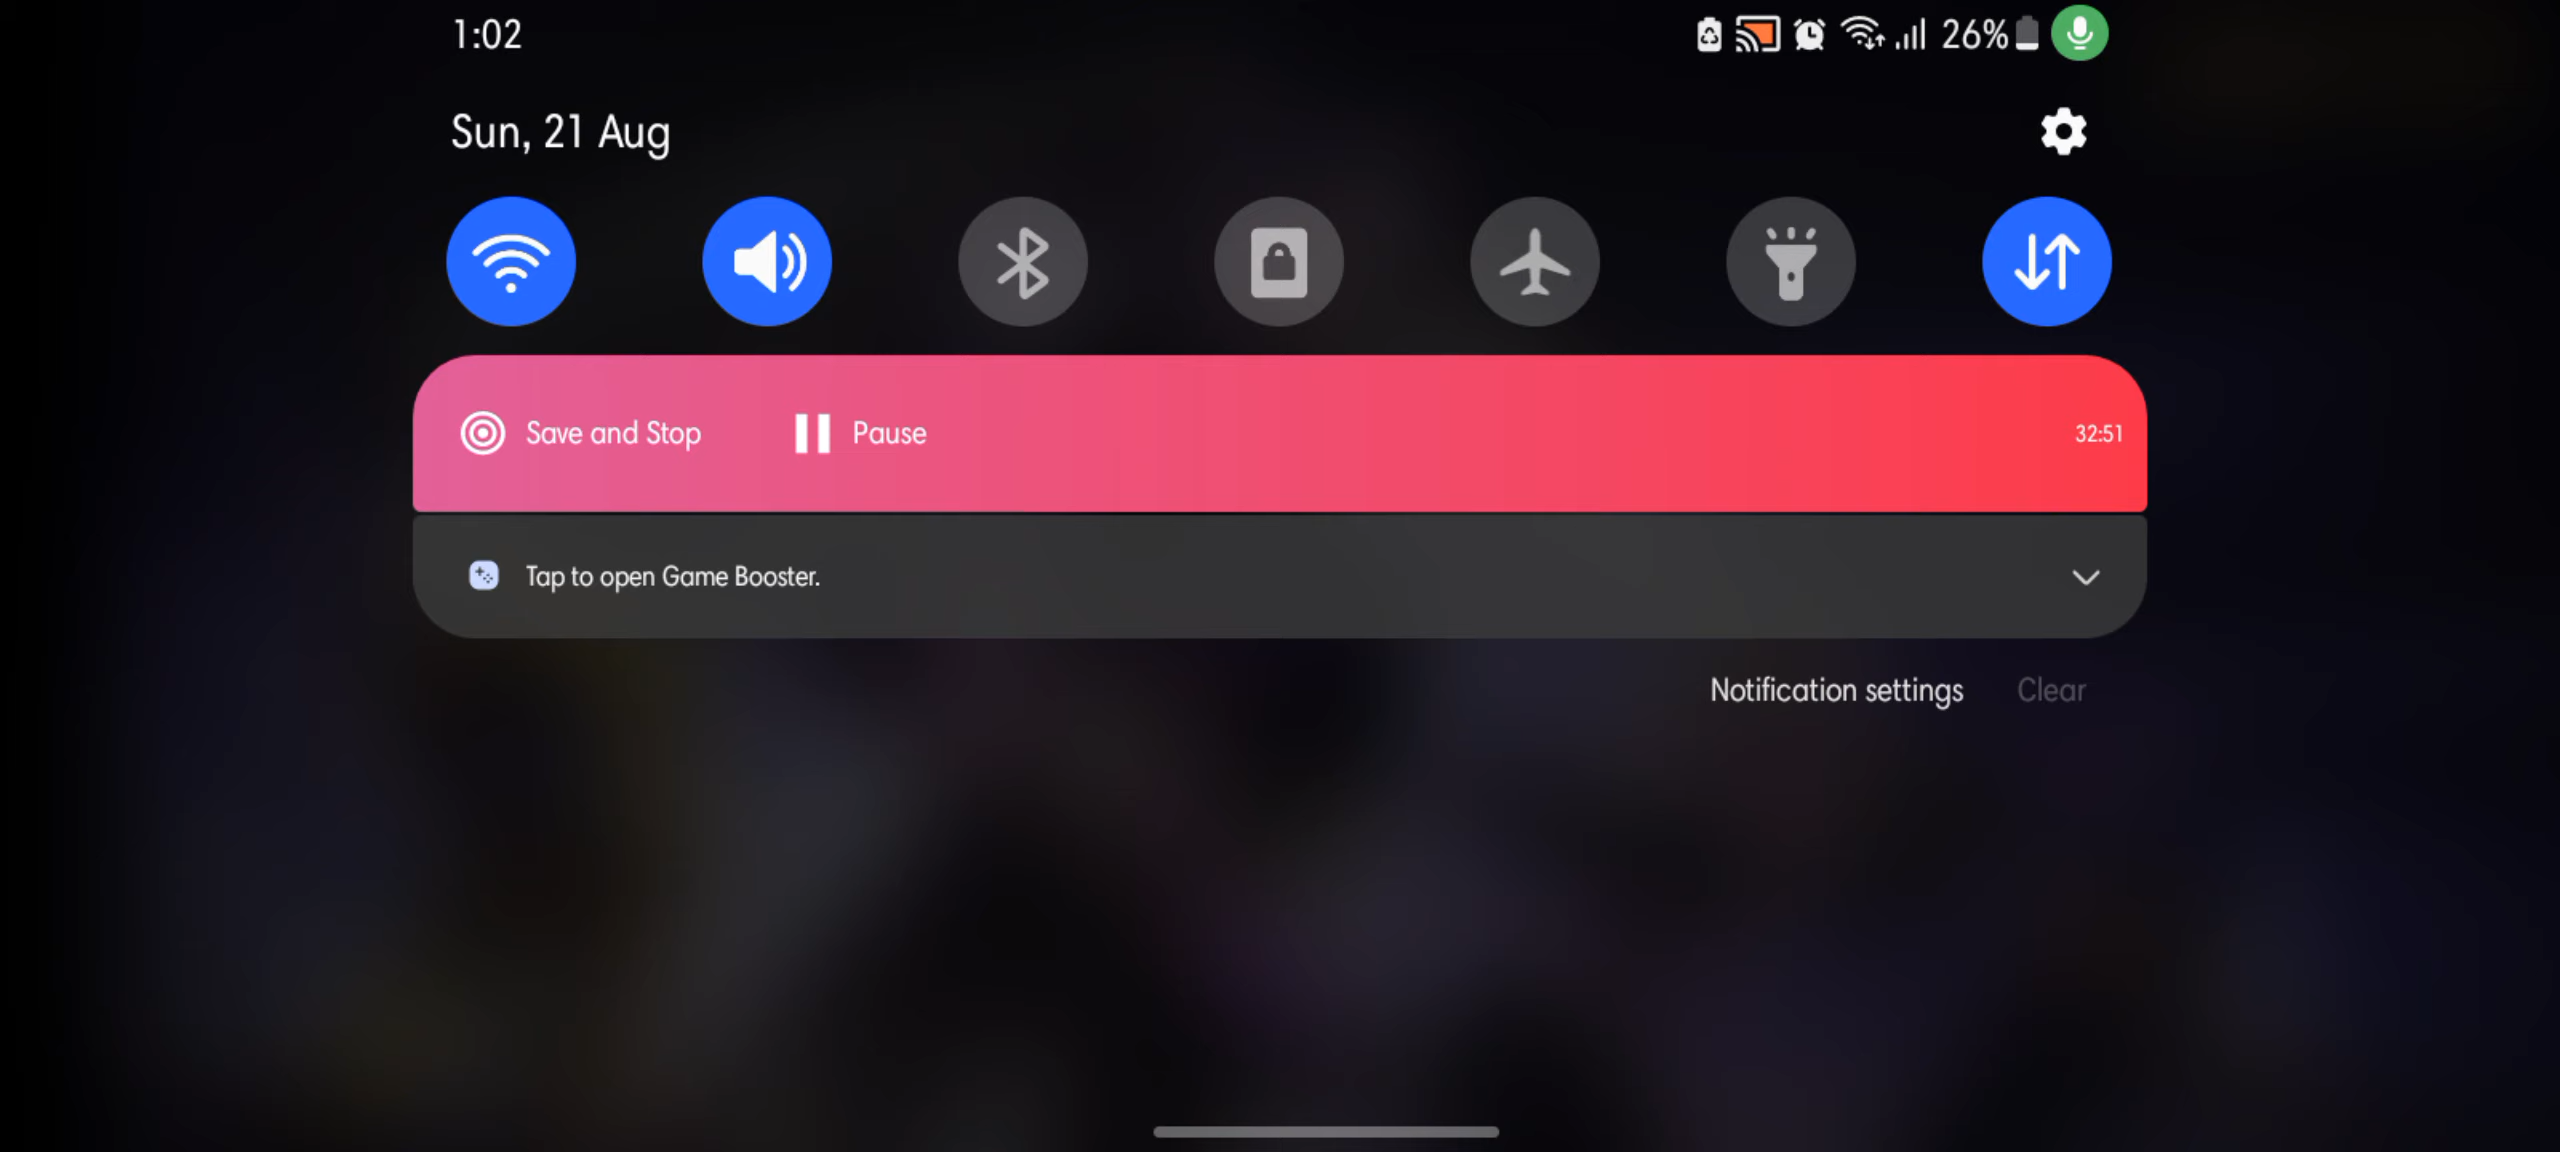 1:02
26%
Sun, 21 Aug
Save and Stop
Pause
32:51
Tap to open Game Booster.
Notification settings
Clear